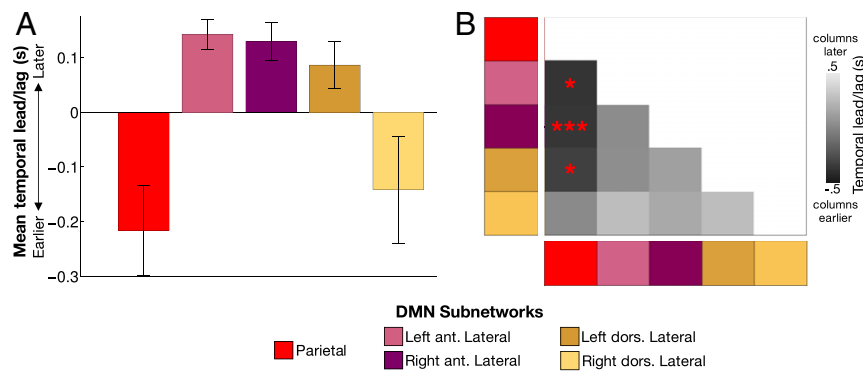 A
Mean temporal lead/lag (s)
Earlier
Later
0.1
0
−0.1
−0.2
−0.3
B
*
***
*
columns
later
.5
-.5
columns
earlier
Temporal lead/lag (s)
DMN Subnetworks
Parietal
Left ant. Lateral
Right ant. Lateral
Left dors. Lateral
Right dors. Lateral